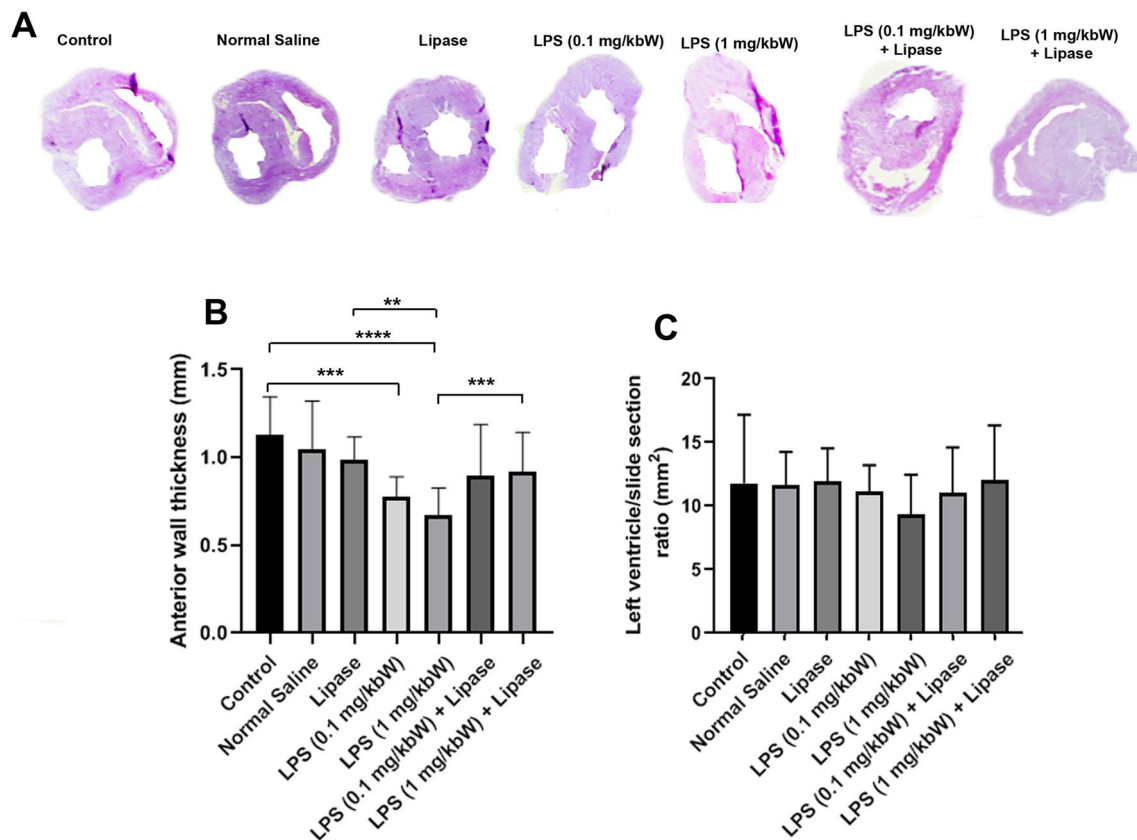 A
Control
Normal Saline
Lipase
LPS (0.1 mg/kbW)
LPS (1 mg/kbW)
LPS (0.1 mg/kbW)
+ Lipase
LPS (1 mg/kbW)
+ Lipase
B
**
****
***
***
Anterior wall thickness (mm)
1.5
1.0
0.5
0.0
Control
Normal Saline
Lipase
LPS (0.1 mg/kbW)
LPS (1 mg/kbW)
LPS (0.1 mg/kbW) + Lipase
LPS (1 mg/kbW) + Lipase
C
Left ventricle/slide section
ratio (mm²)
20
15
10
5
0
Control
Normal Saline
Lipase
LPS (0.1 mg/kbW)
LPS (1 mg/kbW)
LPS (0.1 mg/kbW) + Lipase
LPS (1 mg/kbW) + Lipase